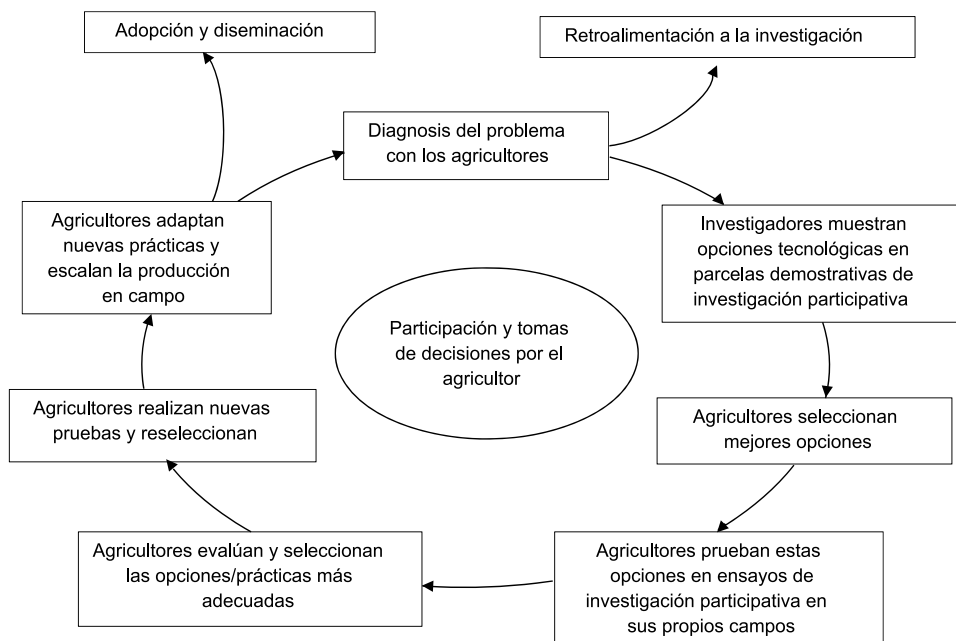 Adopción y diseminación
Retroalimentación a la investigación
Diagnosis del problema
con los agricultores
Agricultores adaptan
nuevas prácticas y
escalan la producción
en campo
Investigadores muestran
opciones tecnológicas en
parcelas demostrativas de
investigación participativa
Participación y tomas
de decisiones por el
agricultor
Agricultores realizan nuevas
pruebas y reseleccionan
Agricultores seleccionan
mejores opciones
Agricultores evalúan y seleccionan
las opciones/prácticas más
adecuadas
Agricultores prueban estas
opciones en ensayos de
investigación participativa en
sus propios campos